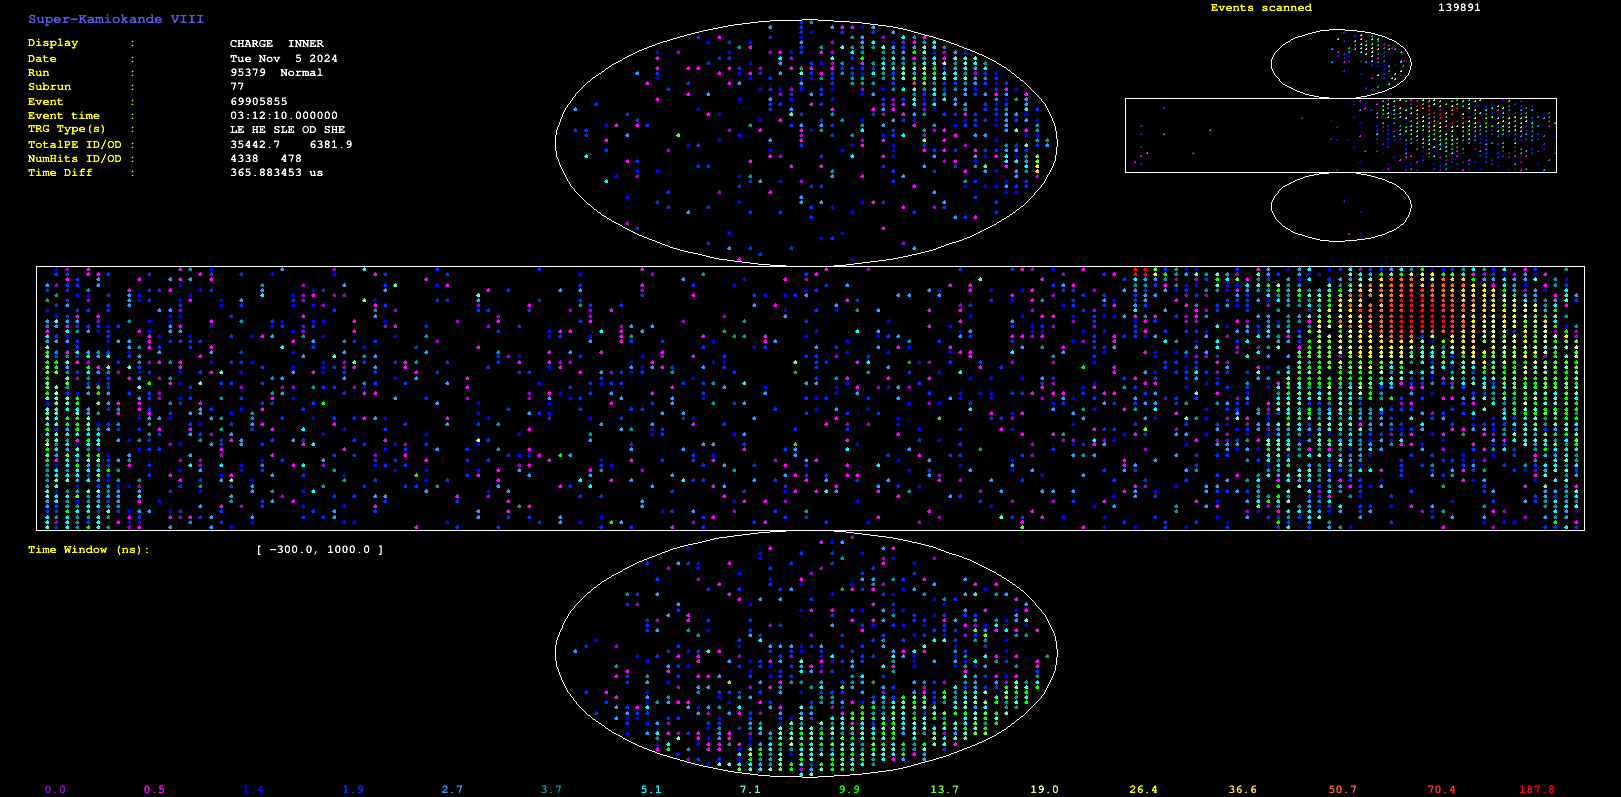 Super-Kamiokande VIII
Events scanned 139891
Display : CHARGE INNER
Date : Tue Nov 5 2024
Run : 95379 Normal
Subrun : 77
Event : 69905855
Event time : 03:12:10.000000
TRG Type(s) : LE HE SLE OD SHE
TotalPE ID/OD : 35442.7 6381.9
NumHits ID/OD : 4338 478
Time Diff : 365.883453 us
Time Window (ns): [ −300.0, 1000.0 ]
0.0 0.5 1.4 1.9 2.7 3.7 5.1 7.1 9.9 13.7 19.0 26.4 36.6 50.7 70.4 187.8